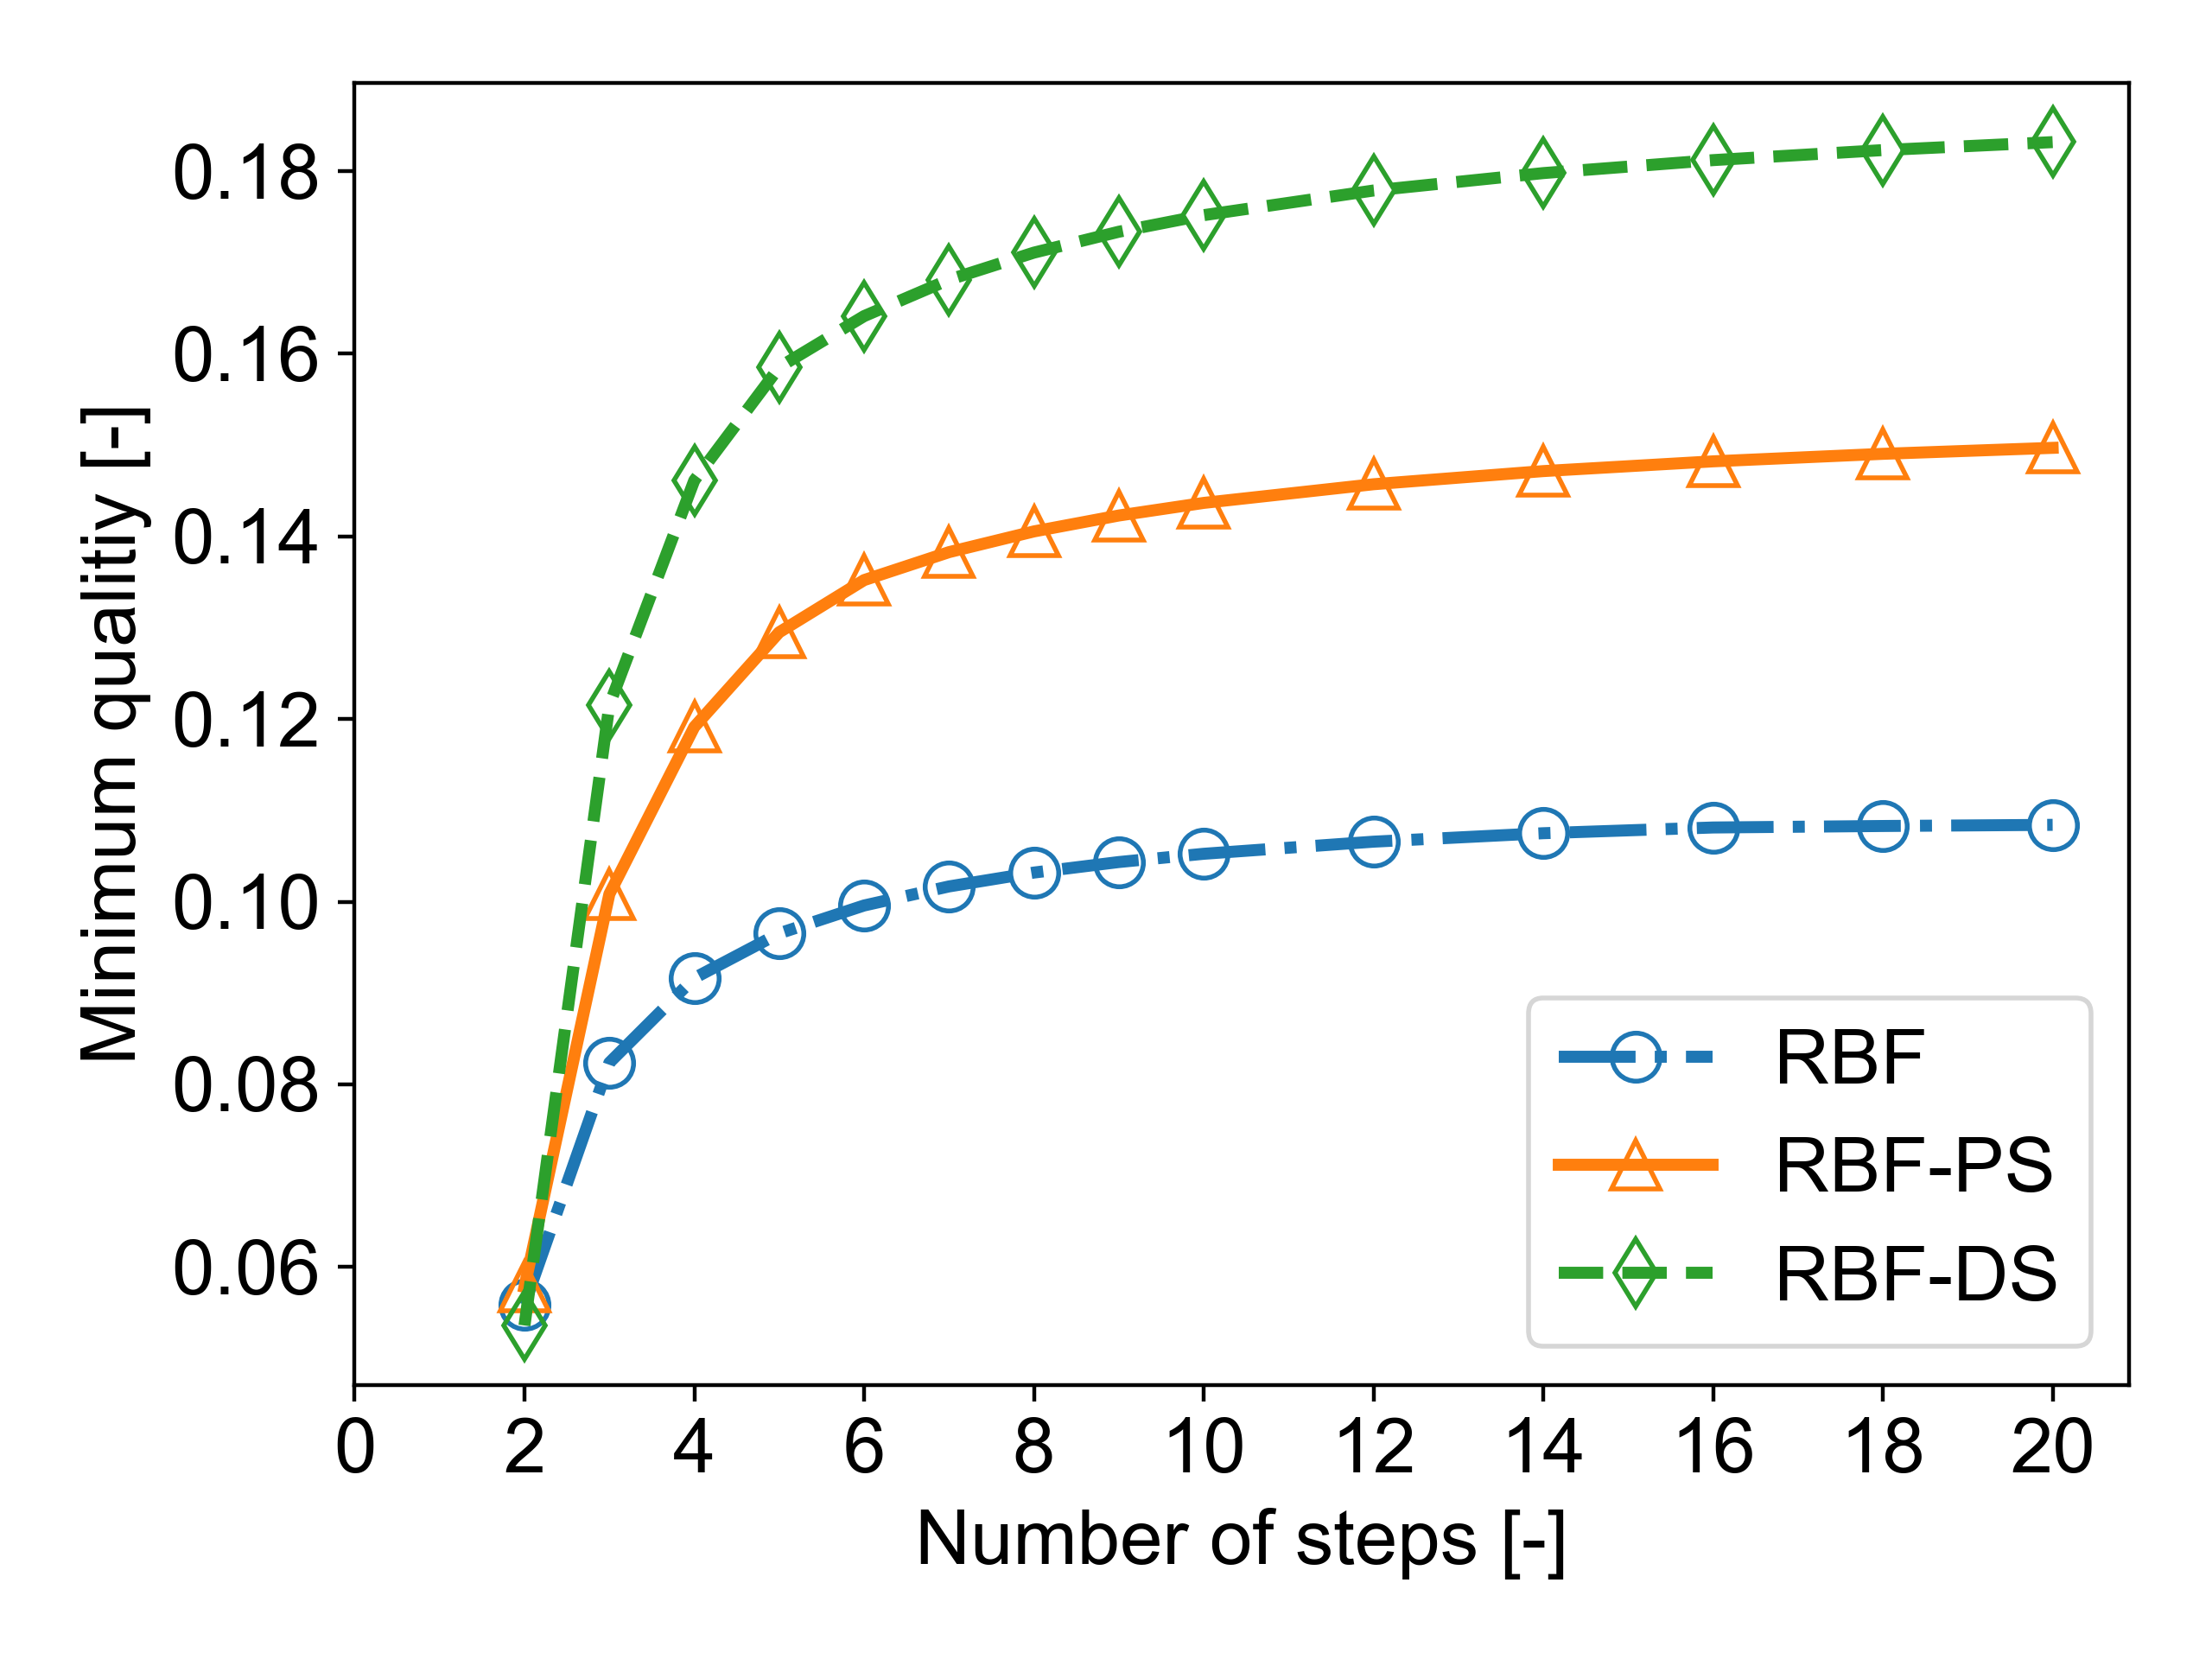 Minimum qualitiy [-]
0.18
0.16
0.14
0.12
0.10
0.08
0.06
0 2 4 6 8 10 12 14 16 18 20
Number of steps [-]
RBF
RBF-PS
RBF-DS